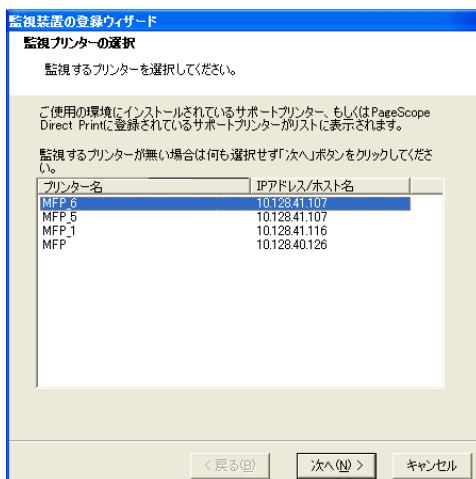 監視装置の登録ウィザード
監視プリンターの選択
監視するプリンターを選択してください。
ご使用の環境にインストールされているサポートプリンター、もしくはPageScope
Direct Printに登録されているサポートプリンターがリストに表示されます。
監視するプリンターが無い場合は何も選択せず「次へ」ボタンをクリックしてくださ
い。
プリンター名 IPアドレス/ホスト名
MFP_6 10.128.41.107
MFP_5 10.128.41.107
MFP_1 10.128.41.116
MFP 10.128.40.126
< 戻る(B) 次へ(N) > キャンセル